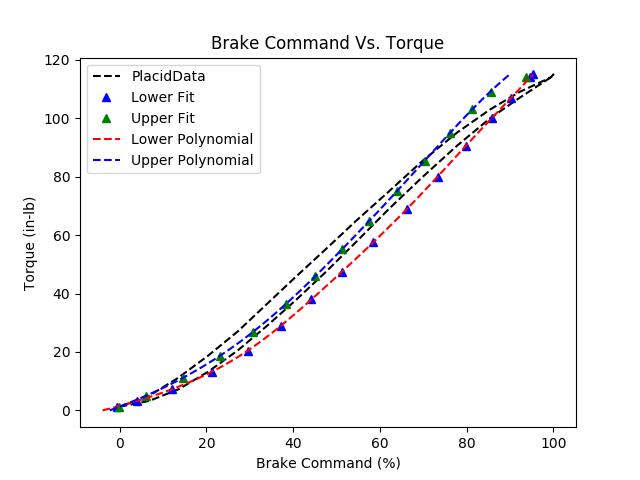 Brake Command Vs. Torque
120
100
80
60
40
20
0
Torque (in-lb)
PlacidData
Lower Fit
Upper Fit
Lower Polynomial
Upper Polynomial
0 20 40 60 80 100
Brake Command (%)